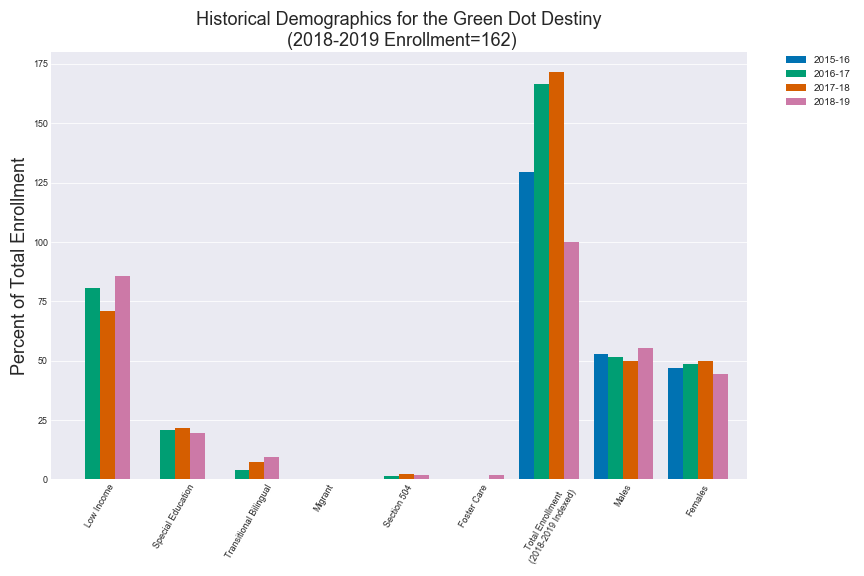 Historical Demographics for the Green Dot Destiny
(2018-2019 Enrollment=162)
2015-16
2016-17
2017-18
2018-19
Percent of Total Enrollment
175
150
125
100
75
50
25
0
Low Income
Special Education
Transitional Bilingual
Migrant
Section 504
Foster Care
Total Enrollment
(2018-2019 Indexed)
Males
Females